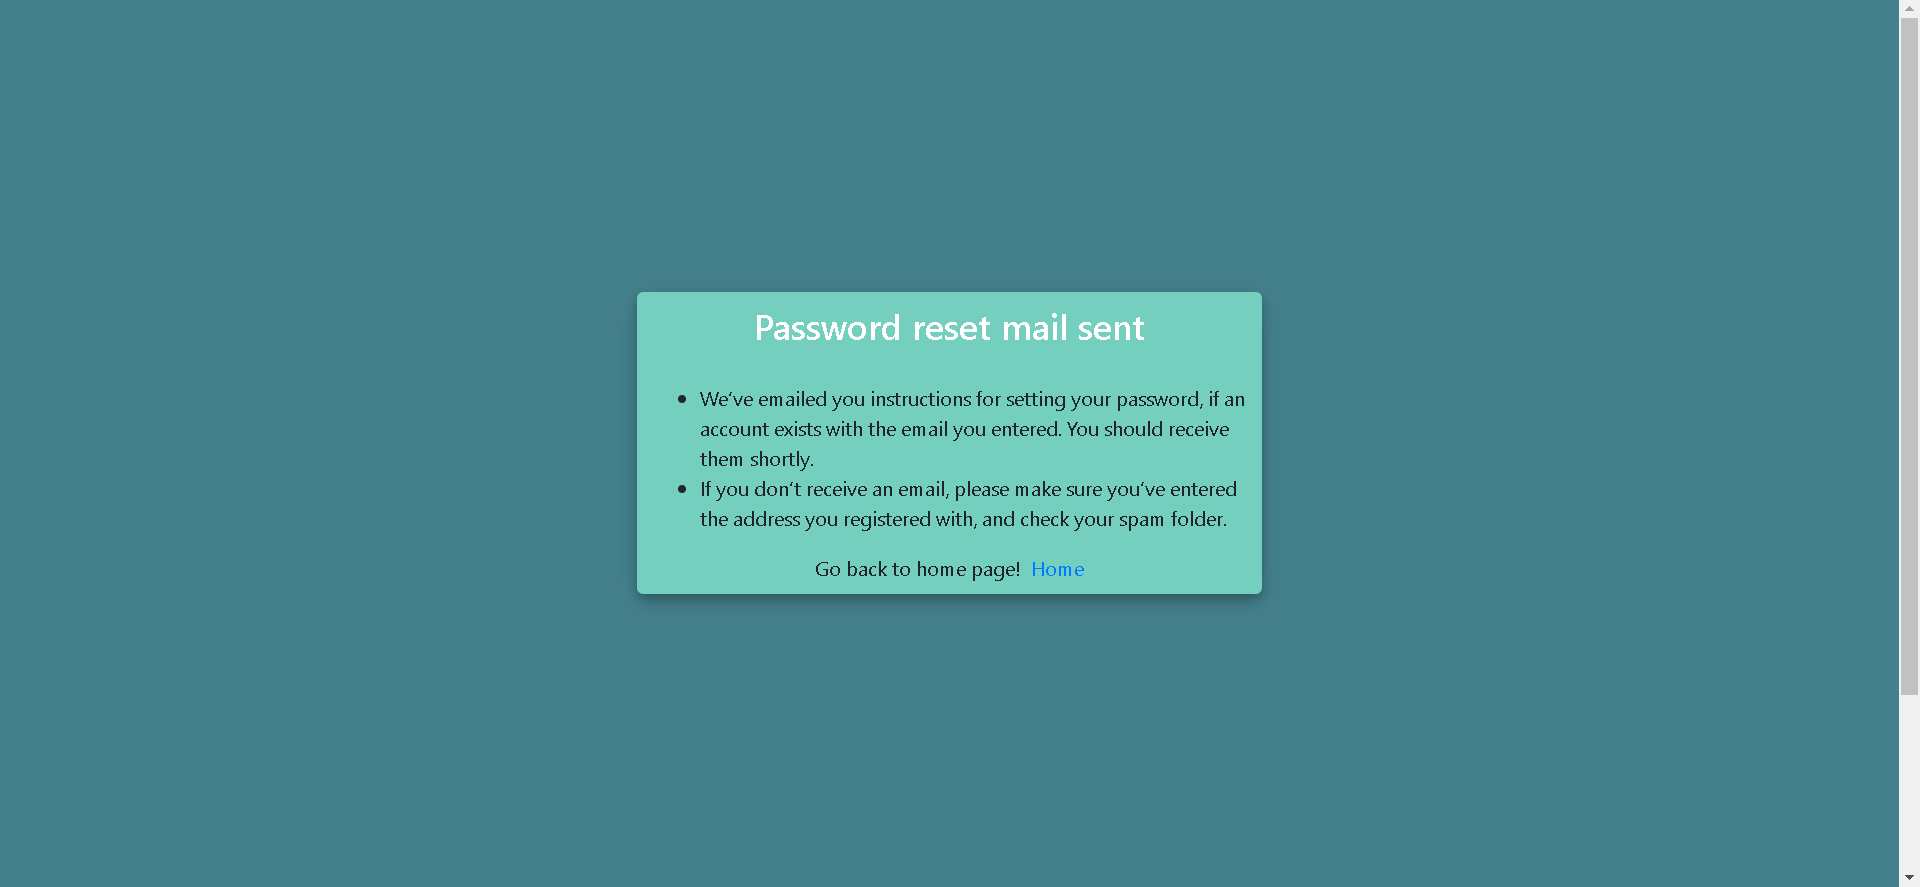 Password reset mail sent
We've emailed you instructions for setting your password, if an
account exists with the email you entered. You should receive
them shortly.
If you don't receive an email, please make sure you've entered
the address you registered with, and check your spam folder.
Go back to home page! Home